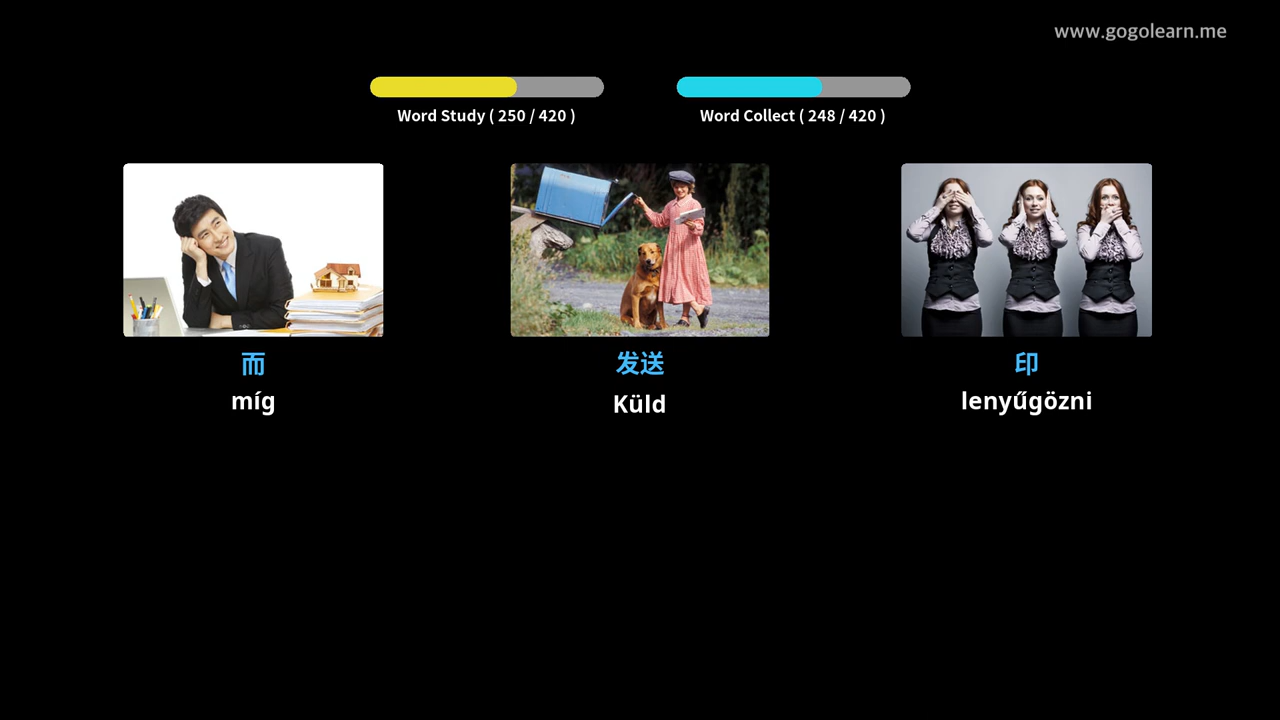 www.gogolearn.me
Word Study ( 250 / 420 )
Word Collect ( 248 / 420 )
而
míg
发送
Küld
印
lenyűgözni